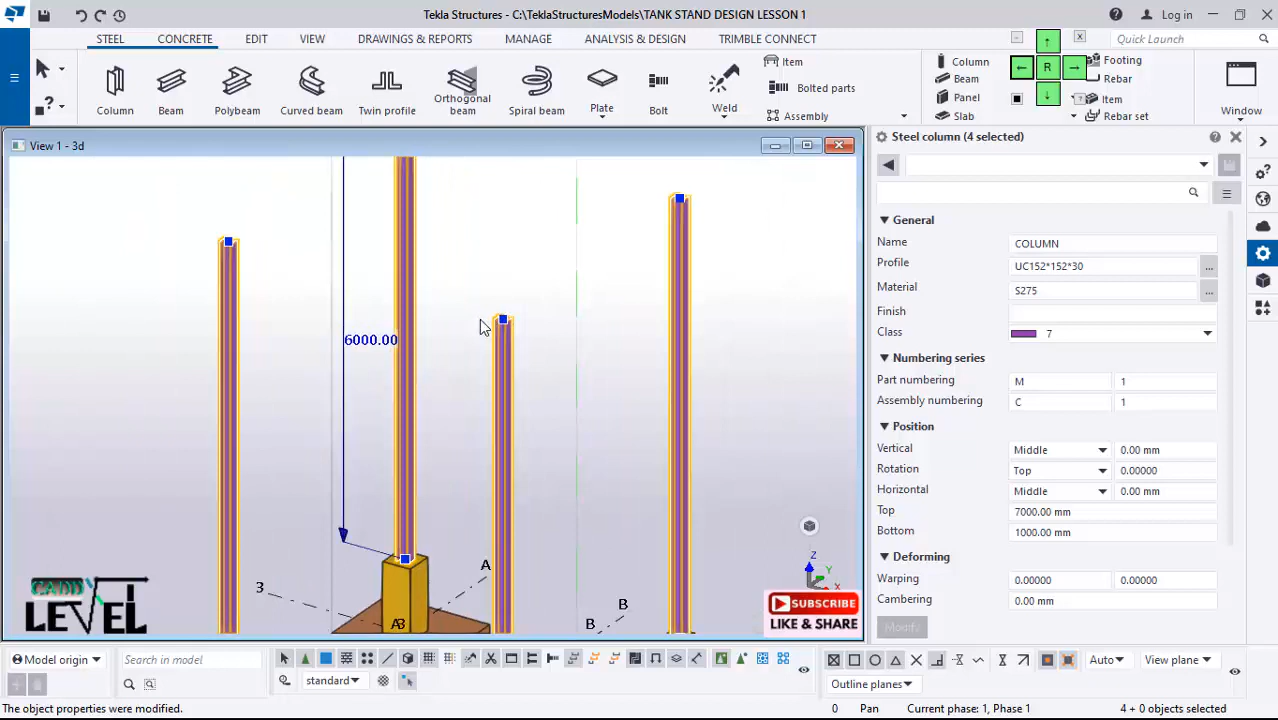 Tekla Structures - C:\TeklaStructuresModels\TANK STAND DESIGN LESSON 1
Log in
STEEL CONCRETE EDIT VIEW DRAWINGS & REPORTS MANAGE ANALYSIS & DESIGN TRIMBLE CONNECT
Quick Launch
R
Column
Beam
Polybeam
Curved beam
Twin profile
Orthogonal beam
Spiral beam
Plate
Bolt
Weld
Item
Bolted parts
Assembly
Column
Beam
Panel
Slab
Footing
Rebar
Item
Rebar set
Window
View 1 - 3d
6000.00
3
A
A3
B
B
Z
Y
X
CADD
LEVEL
SUBSCRIBE
LIKE & SHARE
Steel column (4 selected)
General
Name COLUMN
Profile UC152*152*30 ...
Material S275 ...
Finish
Class 7
Numbering series
Part numbering M 1
Assembly numbering C 1
Position
Vertical Middle 0.00 mm
Rotation Top 0.00000
Horizontal Middle 0.00 mm
Top 7000.00 mm
Bottom 1000.00 mm
Deforming
Warping 0.00000 0.00000
Cambering 0.00 mm
Modify
Model origin
Search in model
standard
Auto
View plane
Outline planes
The object properties were modified.
0 Pan Current phase: 1, Phase 1 4 + 0 objects selected